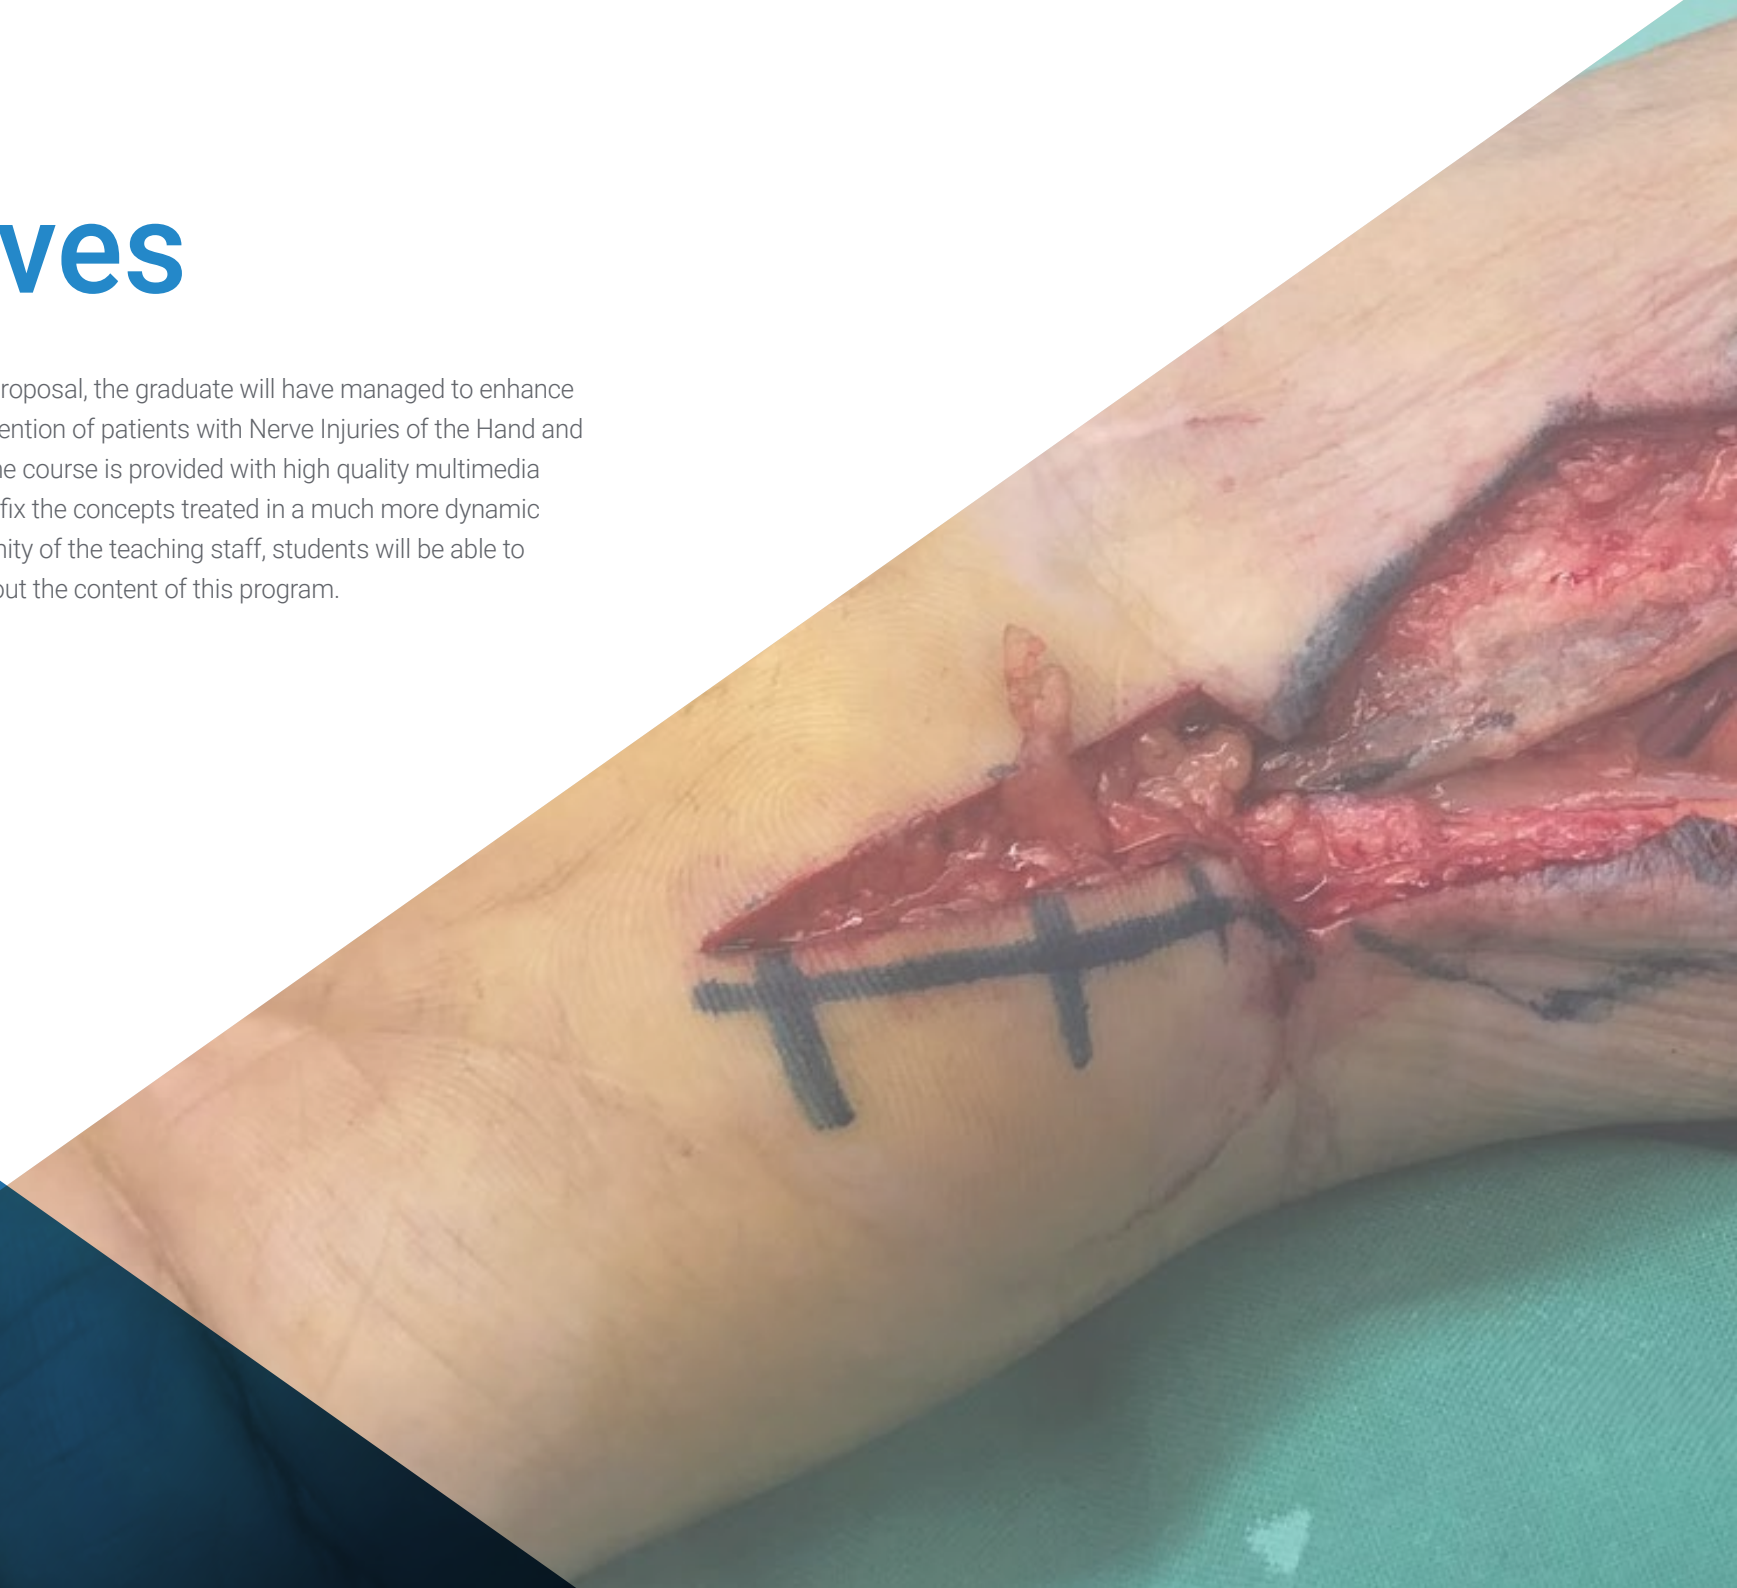 ves
roposal, the graduate will have managed to enhance
ention of patients with Nerve Injuries of the Hand and
ne course is provided with high quality multimedia
fix the concepts treated in a much more dynamic
nity of the teaching staff, students will be able to
out the content of this program.